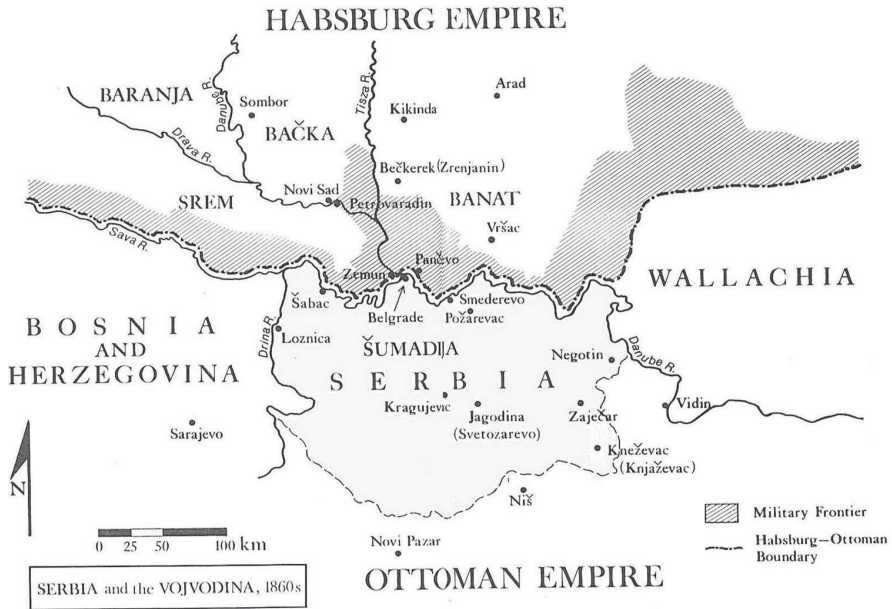 HABSBURG EMPIRE
BARANJA
Danube R.
Sombor
Tisza R.
Arad
Kikinda
BAČKA
Drava R.
Bečkerek (Zrenjanin)
Novi Sad
Petrovaradin
BANAT
SREM
Vršac
Sava R.
Zemun
Pančevo
WALLACHIA
Šabac
Belgrade
Smederevo
Požarevac
BOSNIA
AND
HERZEGOVINA
Drina R.
Loznica
ŠUMADIJA
Negotin
Danube R.
SERBIA
Kragujevic
Jagodina
(Svetozarevo)
Zaječar
Vidin
Sarajevo
Kneževac
(Knjaževac)
N
Niš
Military Frontier
0 25 50 100 km
Novi Pazar
Habsburg—Ottoman
Boundary
OTTOMAN EMPIRE
SERBIA and the VOJVODINA, 1860s